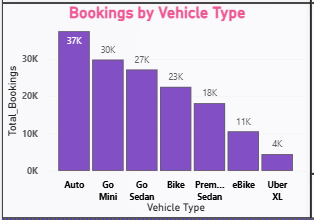 Bookings by Vehicle Type
Total_Bookings
30K
20K
10K
0K
37K
30K
27K
23K
18K
11K
4K
Auto
Go
Mini
Go
Sedan
Bike
Prem...
Sedan
eBike
Uber
XL
Vehicle Type